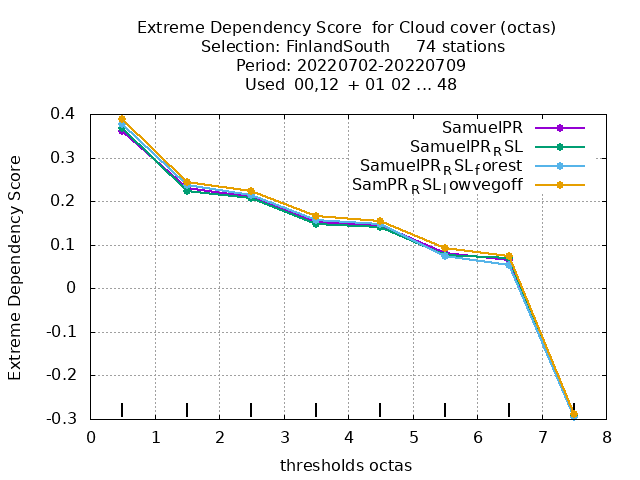 Extreme Dependency Score  for Cloud cover (octas)
Selection: FinlandSouth     74 stations
Period: 20220702-20220709
Used  00,12  + 01 02 ... 48
Extreme Dependency Score
0.4
0.3
0.2
0.1
0
-0.1
-0.2
-0.3
SamuelPR
SamuelPR_RSL
SamuelPR_RSL_forest
SamPR_RSL_lowvegoff
0 1 2 3 4 5 6 7 8
thresholds octas